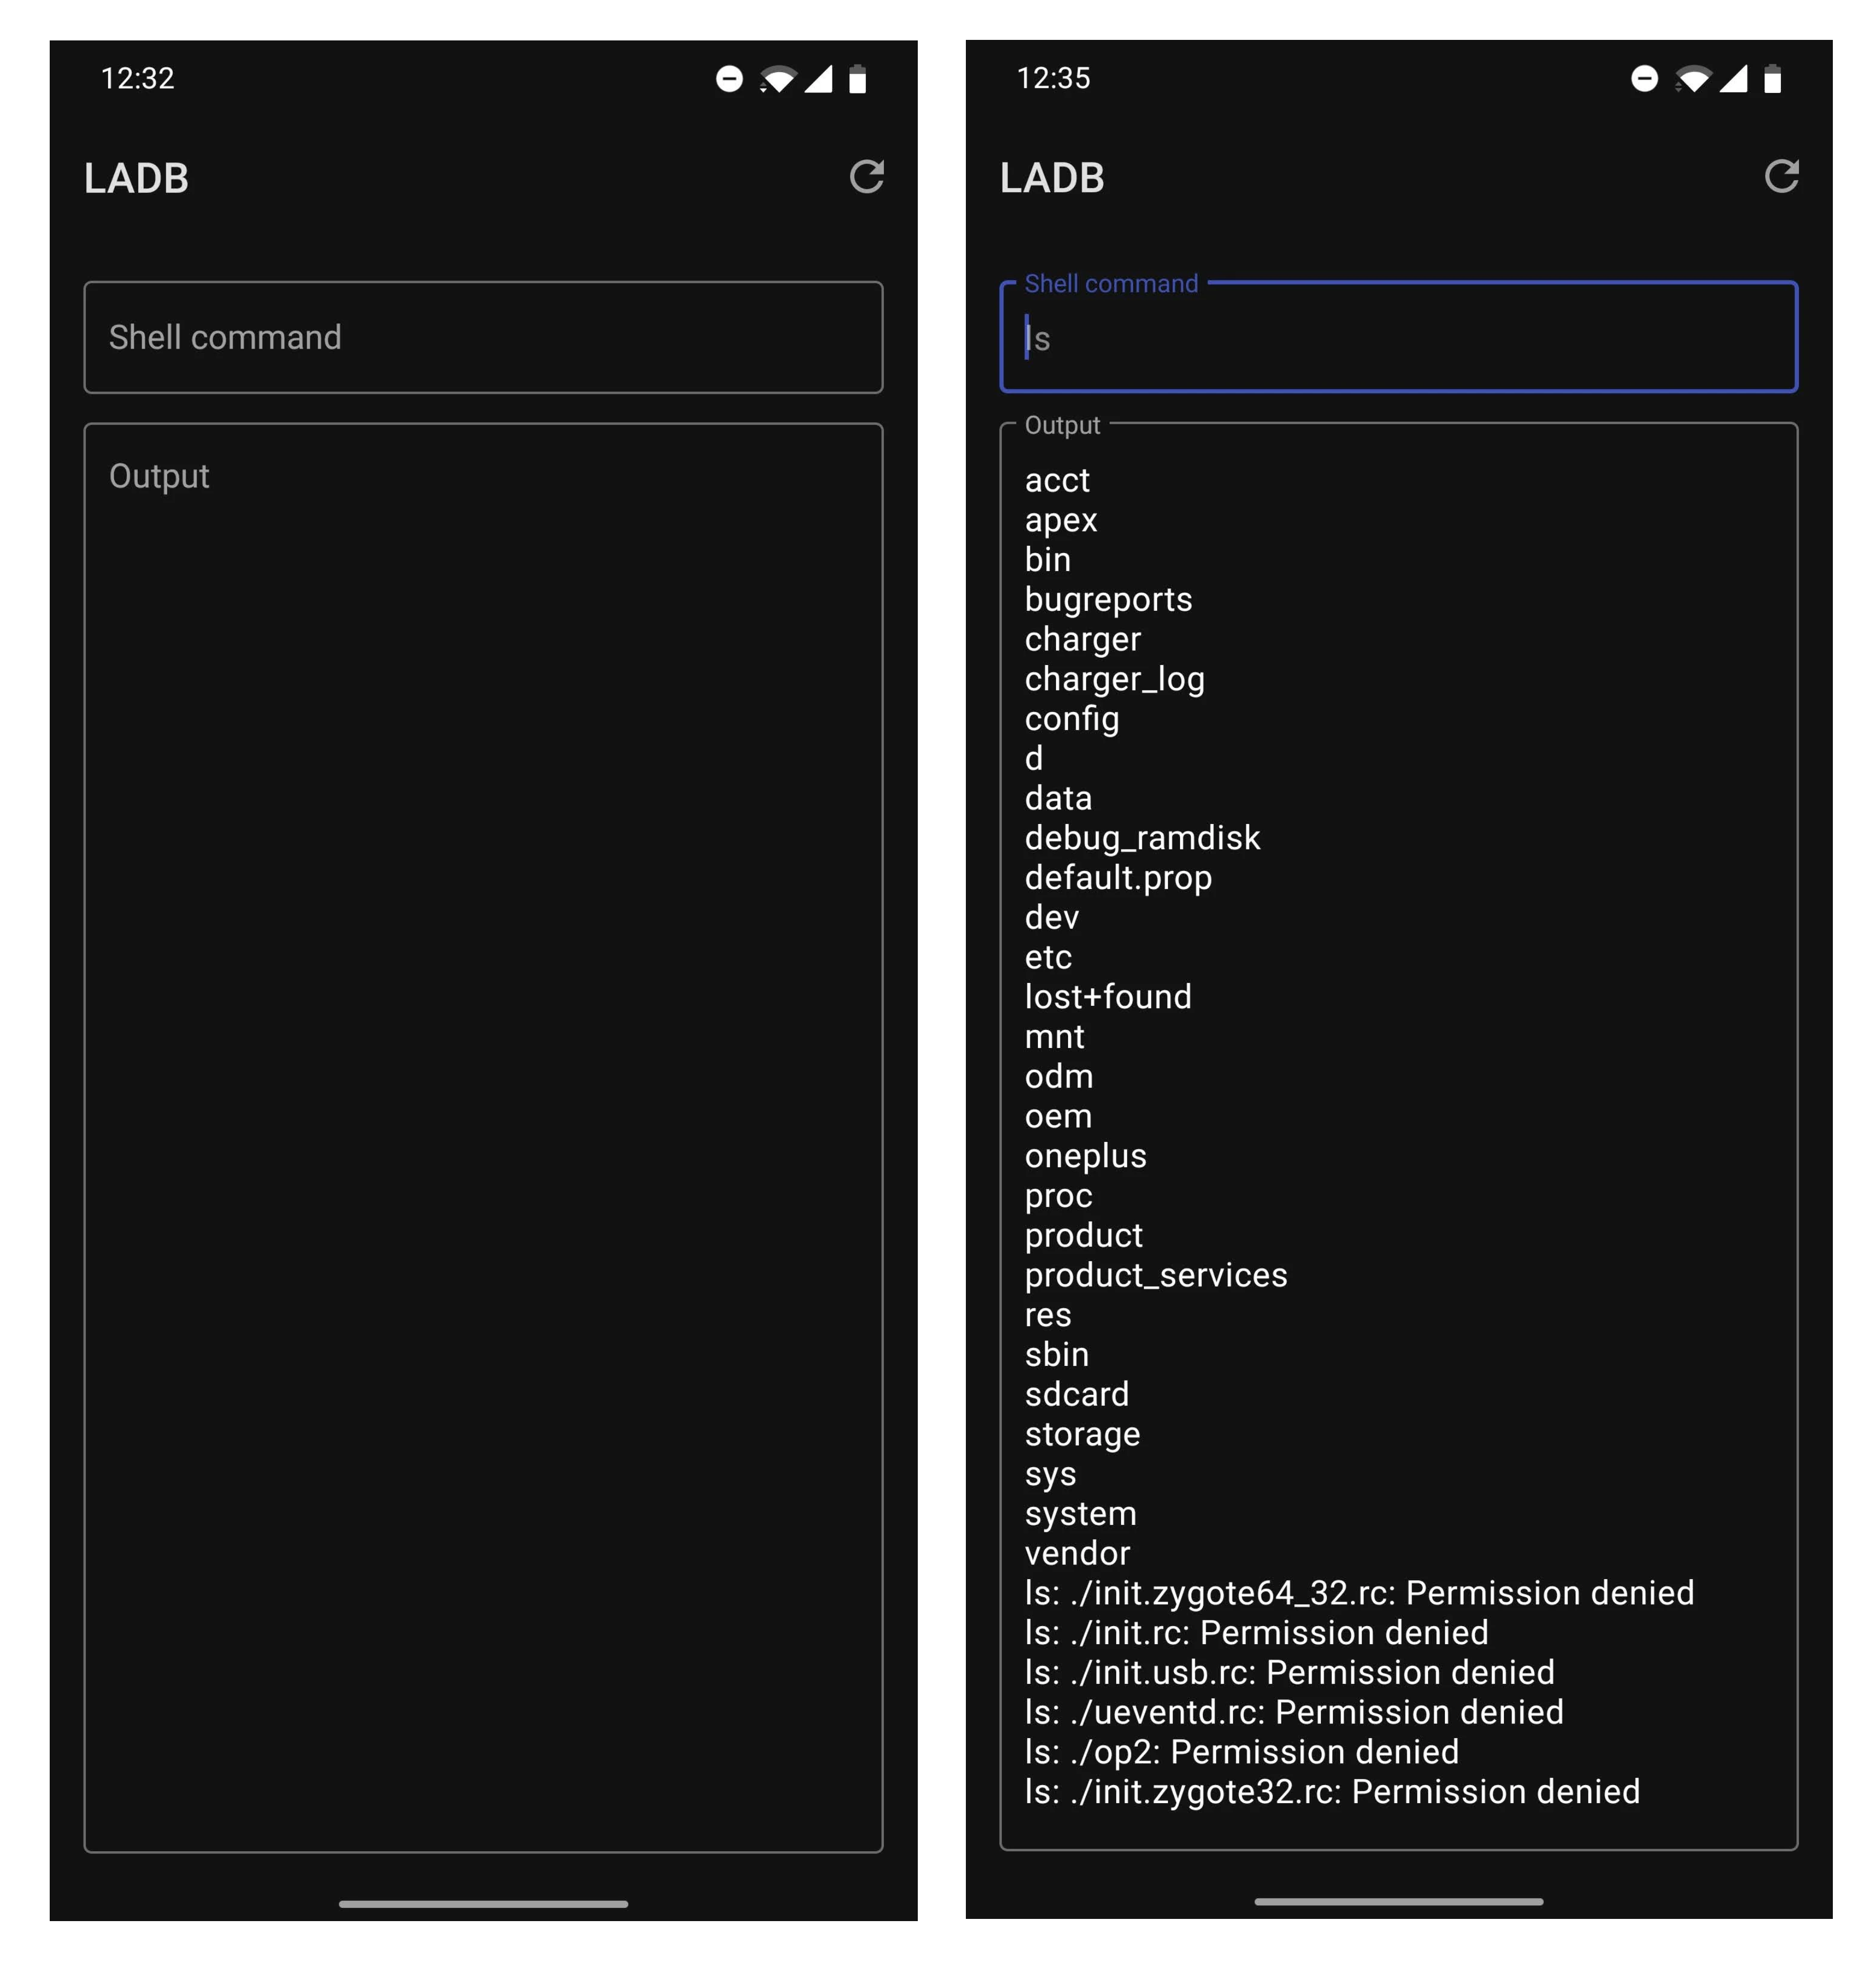 12:32
LADB
Shell command
Output
12:35
LADB
Shell command
ls
Output
acct
apex
bin
bugreports
charger
charger_log
config
d
data
debug_ramdisk
default.prop
dev
etc
lost+found
mnt
odm
oem
oneplus
proc
product
product_services
res
sbin
sdcard
storage
sys
system
vendor
ls: ./init.zygote64_32.rc: Permission denied
ls: ./init.rc: Permission denied
ls: ./init.usb.rc: Permission denied
ls: ./ueventd.rc: Permission denied
ls: ./op2: Permission denied
ls: ./init.zygote32.rc: Permission denied